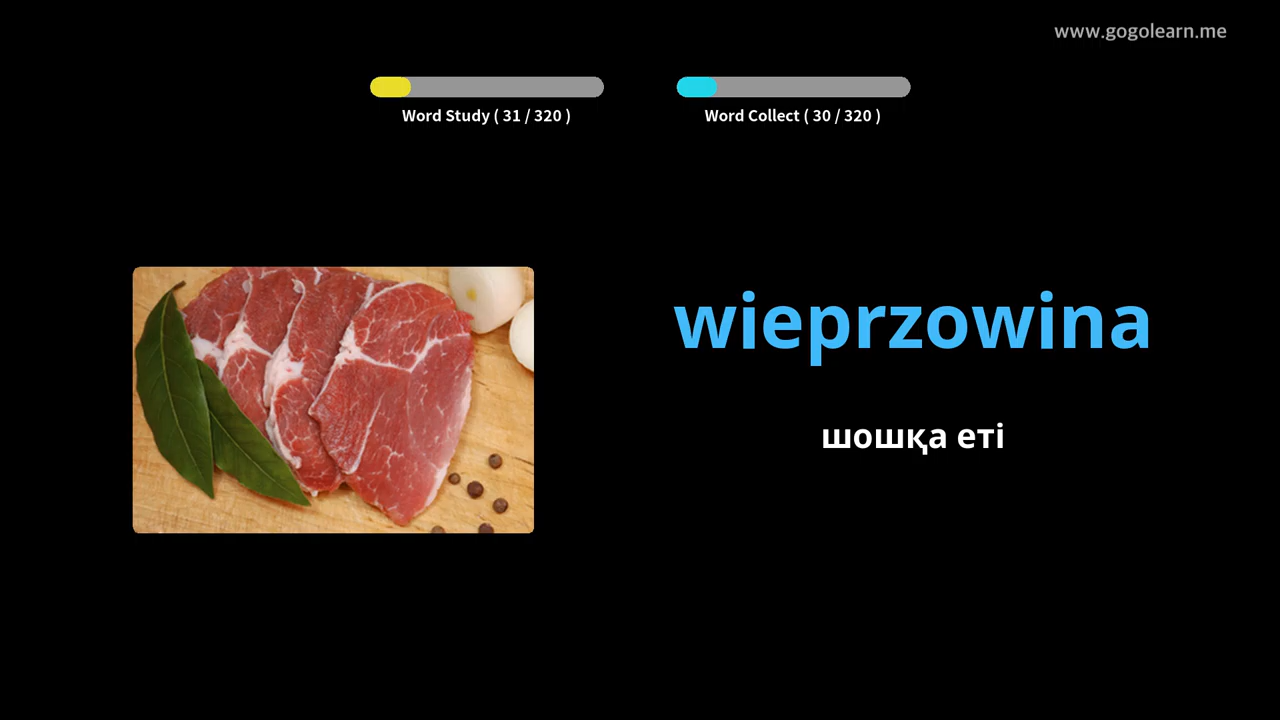 www.gogolearn.me
Word Study ( 31 / 320 )
Word Collect ( 30 / 320 )
wieprzowina
шошқа еті